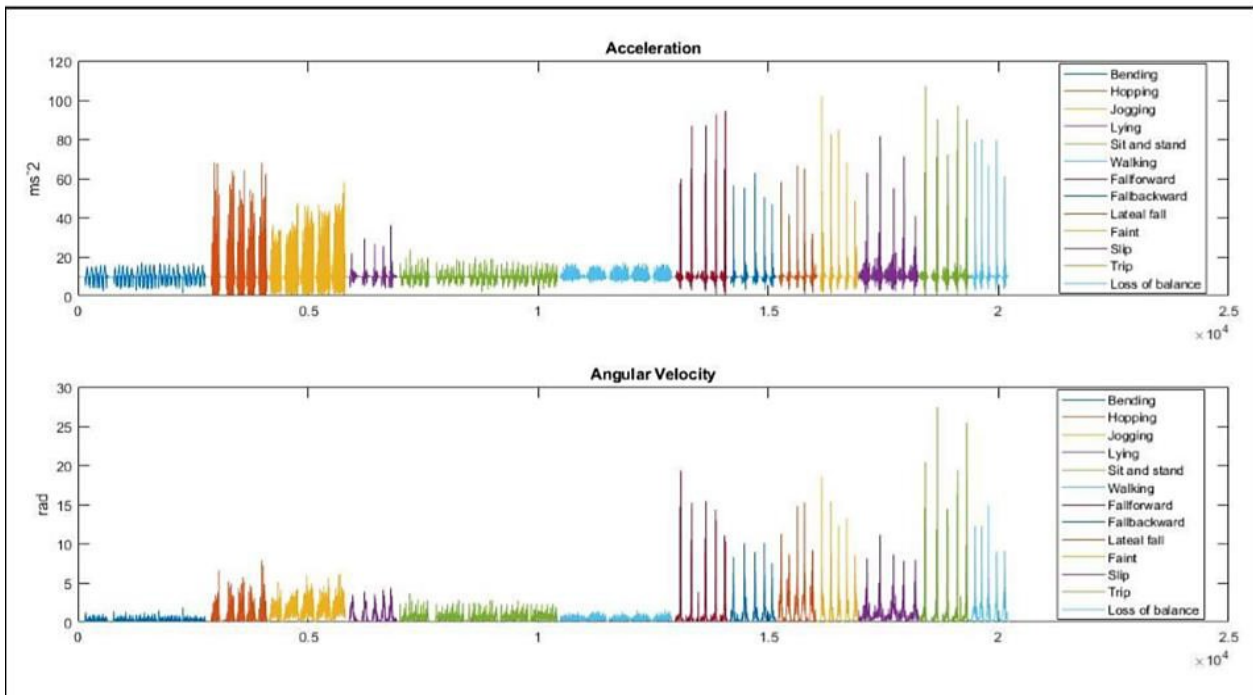 Acceleration
120
100
80
60
40
20
0
ms^2
0
0.5
1
1.5
2
2.5
×10^4
Bending
Hopping
Jogging
Lying
Sit and stand
Walking
Fallforward
Fallbackward
Lateal fall
Faint
Slip
Trip
Loss of balance
Angular Velocity
30
25
20
15
10
5
0
rad
0
0.5
1
1.5
2
2.5
×10^4
Bending
Hopping
Jogging
Lying
Sit and stand
Walking
Fallforward
Fallbackward
Lateal fall
Faint
Slip
Trip
Loss of balance